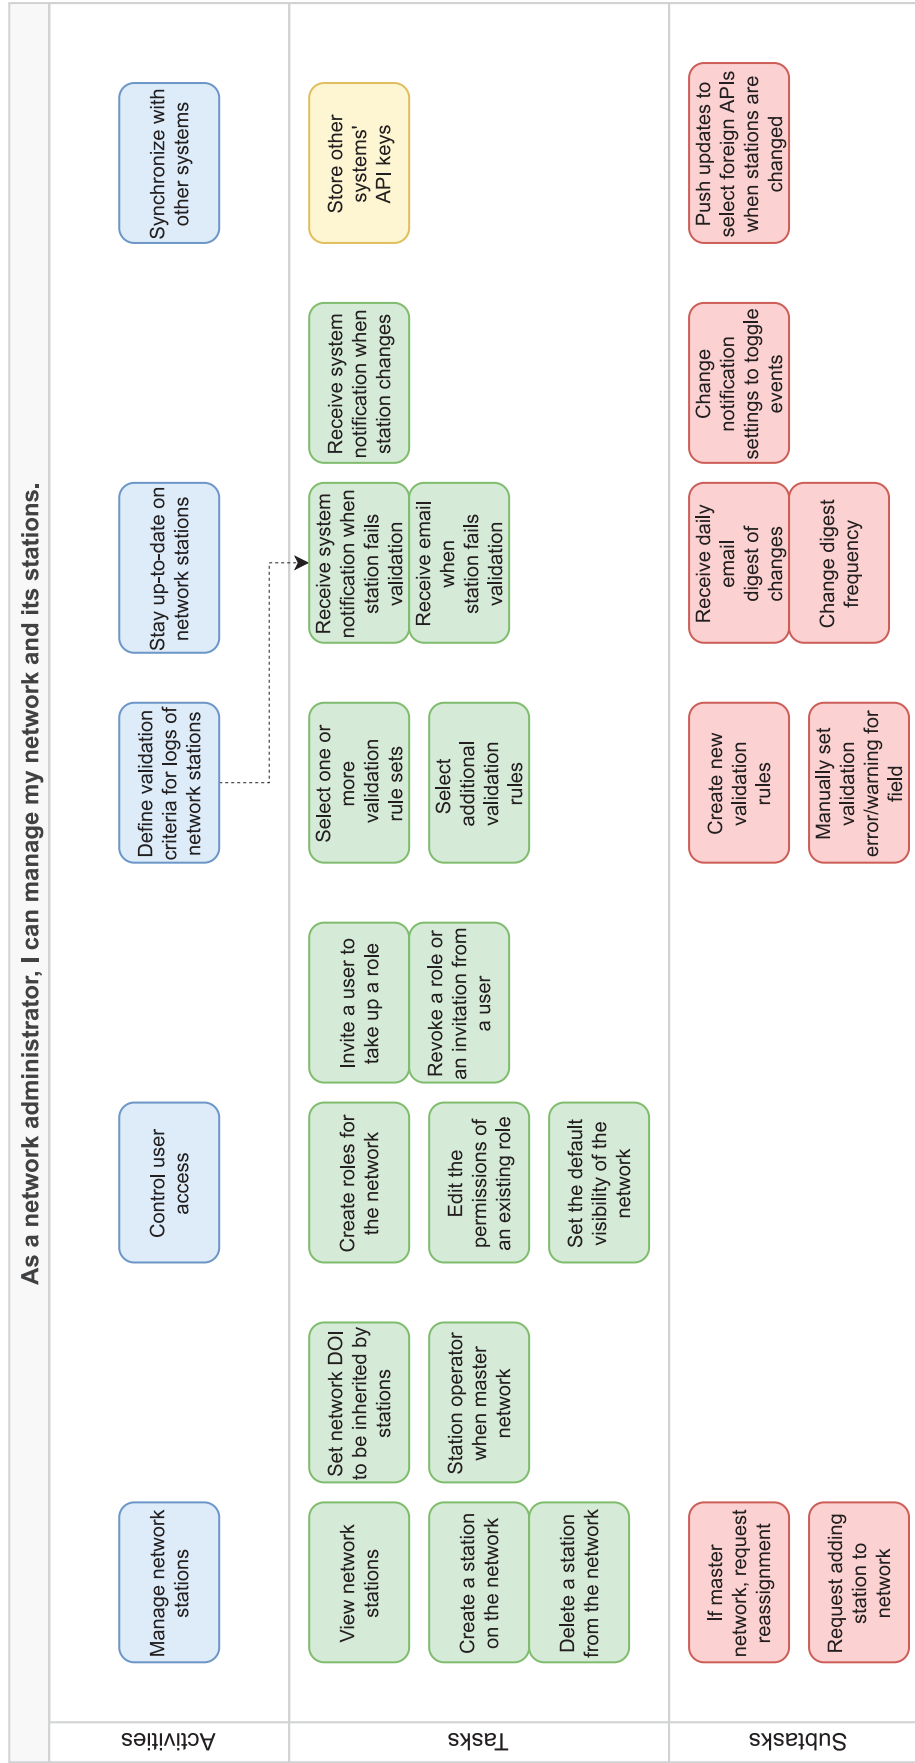 As a network administrator, I can manage my network and its stations.
Activities
Manage network
stations
Control user
access
Define validation
criteria for logs of
network stations
Stay up-to-date on
network stations
Synchronize with
other systems
Tasks
View network
stations
Create a station
on the network
Delete a station
from the network
Set network DOI
to be inherited by
stations
Station operator
when master
network
Create roles for
the network
Edit the
permissions of
an existing role
Set the default
visibility of the
network
Invite a user to
take up a role
Revoke a role or
an invitation from
a user
Select one or
more
validation
rule sets
Select
additional
validation
rules
Receive system
notification when
station fails
validation
Receive email
when
station fails
validation
Receive system
notification when
station changes
Store other
systems'
API keys
Subtasks
If master
network, request
reassignment
Request adding
station to
network
Create new
validation
rules
Manually set
validation
error/warning for
field
Receive daily
email
digest of
changes
Change digest
frequency
Change
notification
settings to toggle
events
Push updates to
select foreign APIs
when stations are
changed